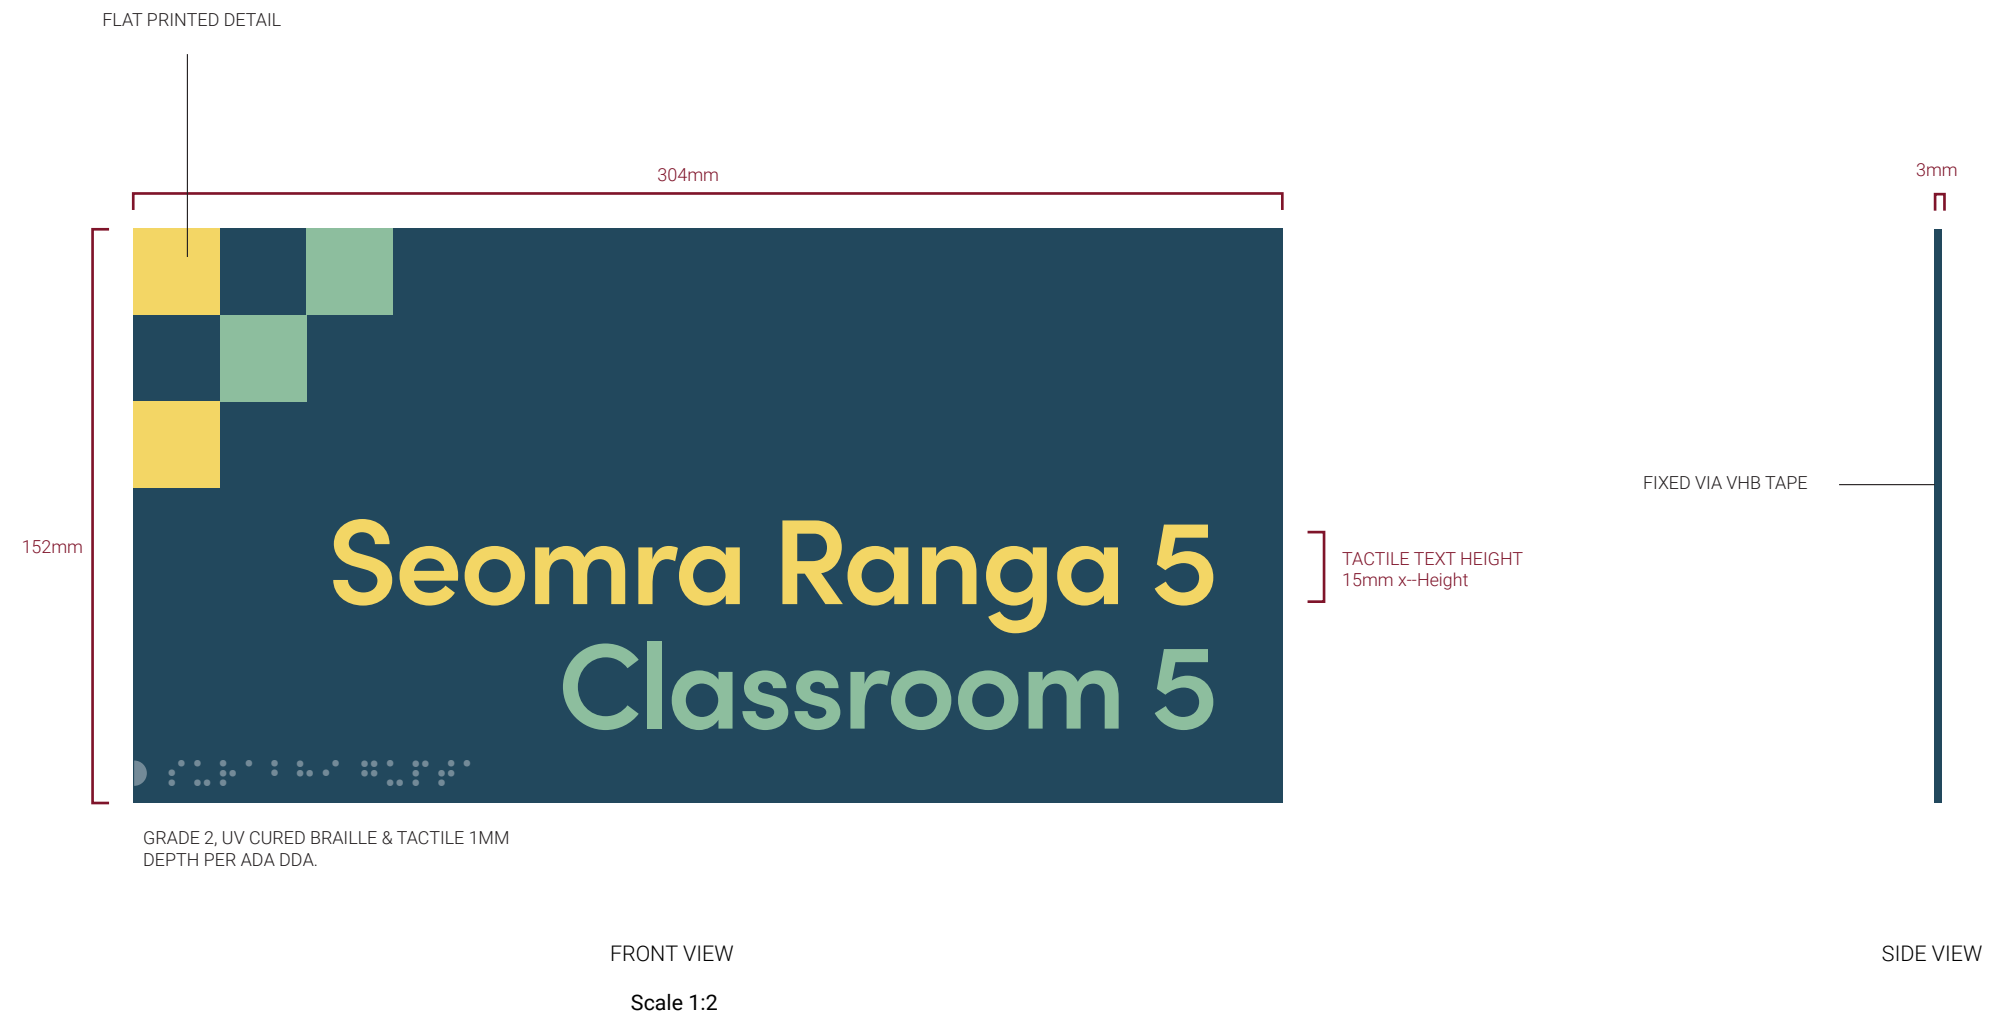 FLAT PRINTED DETAIL
304mm
3mm
152mm
FIXED VIA VHB TAPE
Seomra Ranga 5
TACTILE TEXT HEIGHT
15mm x--Height
Classroom 5
GRADE 2, UV CURED BRAILLE & TACTILE 1MM
DEPTH PER ADA DDA.
FRONT VIEW
SIDE VIEW
Scale 1:2